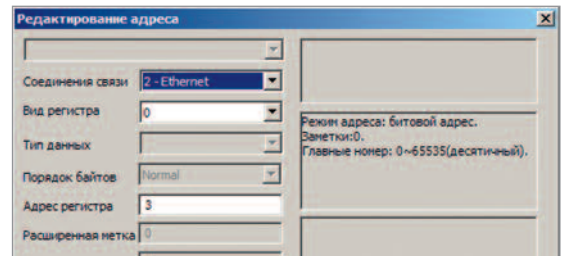 Редактирование адреса
Соединения связи 2 - Ethernet
Вид регистра 0
Тип данных
Порядок байтов Normal
Адрес регистра 3
Расширенная метка 0
Режим адреса: битовой адрес.
Заметки:0.
Главные номер: 0~65535(десятичный).